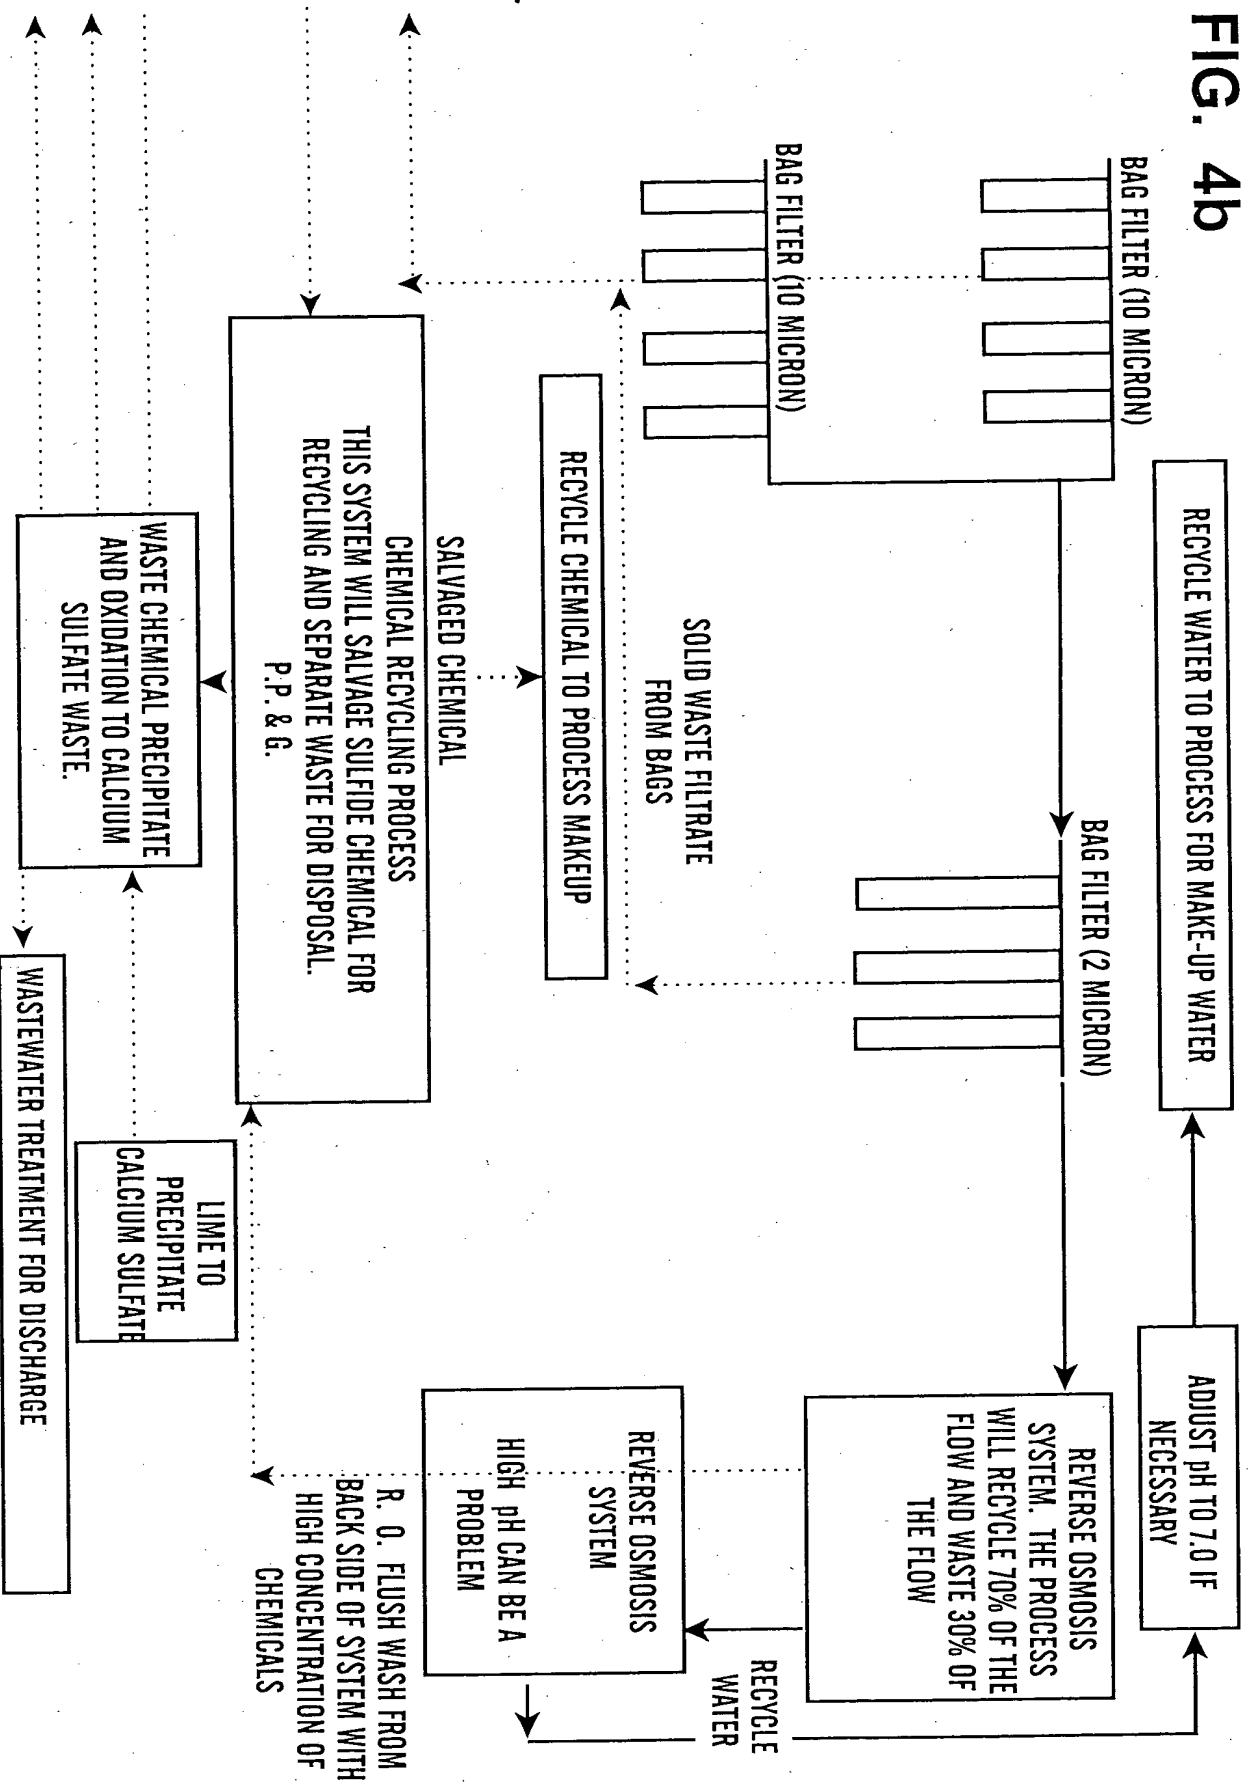 FIG. 4b
RECYCLE WATER TO PROCESS FOR MAKE-UP WATER
ADJUST pH TO 7.0 IF
NECESSARY
BAG FILTER (10 MICRON)
BAG FILTER (2 MICRON)
REVERSE OSMOSIS
SYSTEM. THE PROCESS
WILL RECYCLE 70% OF THE
FLOW AND WASTE 30% OF
THE FLOW
BAG FILTER (10 MICRON)
SOLID WASTE FILTRATE
FROM BAGS
RECYCLE
WATER
REVERSE OSMOSIS
SYSTEM
HIGH pH CAN BE A
PROBLEM
RECYCLE CHEMICAL TO PROCESS MAKEUP
SALVAGED CHEMICAL
CHEMICAL RECYCLING PROCESS
THIS SYSTEM WILL SALVAGE SULFIDE CHEMICAL FOR
RECYCLING AND SEPARATE WASTE FOR DISPOSAL.
P.P. & G.
R. O. FLUSH WASH FROM
BACK SIDE OF SYSTEM WITH
HIGH CONCENTRATION OF
CHEMICALS
LIME TO
PRECIPITATE
CALCIUM SULFATE
WASTE CHEMICAL PRECIPITATE
AND OXIDATION TO CALCIUM
SULFATE WASTE.
WASTEWATER TREATMENT FOR DISCHARGE